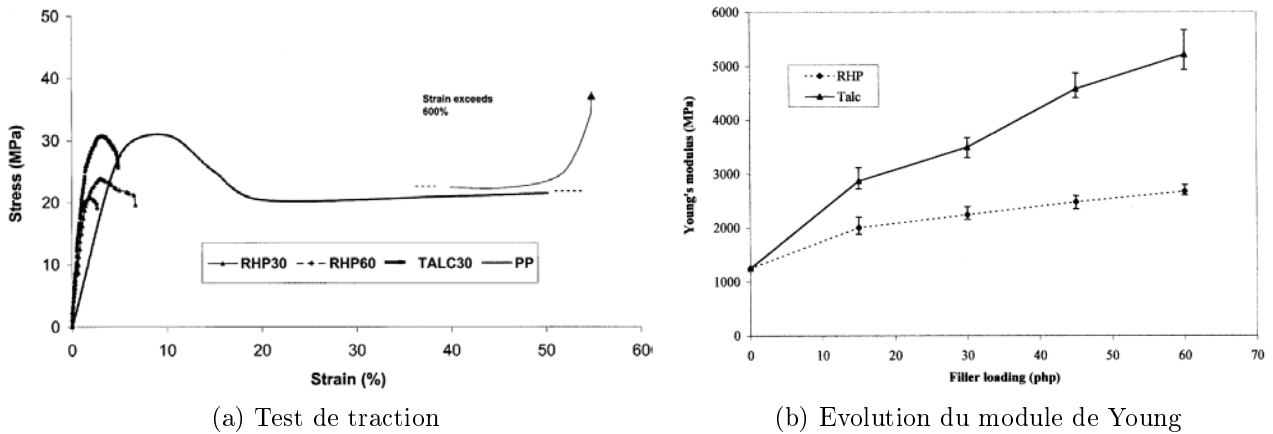 50
40
30
20
10
0
Stress (MPa)
Strain exceeds
600%
RHP30 RHP60 TALC30 PP
0 10 20 30 40 50 60
Strain (%)
(a) Test de traction
6000
5000
4000
3000
2000
1000
0
Young's modulus (MPa)
RHP
Talc
0 10 20 30 40 50 60 70
Filler loading (php)
(b) Evolution du module de Young